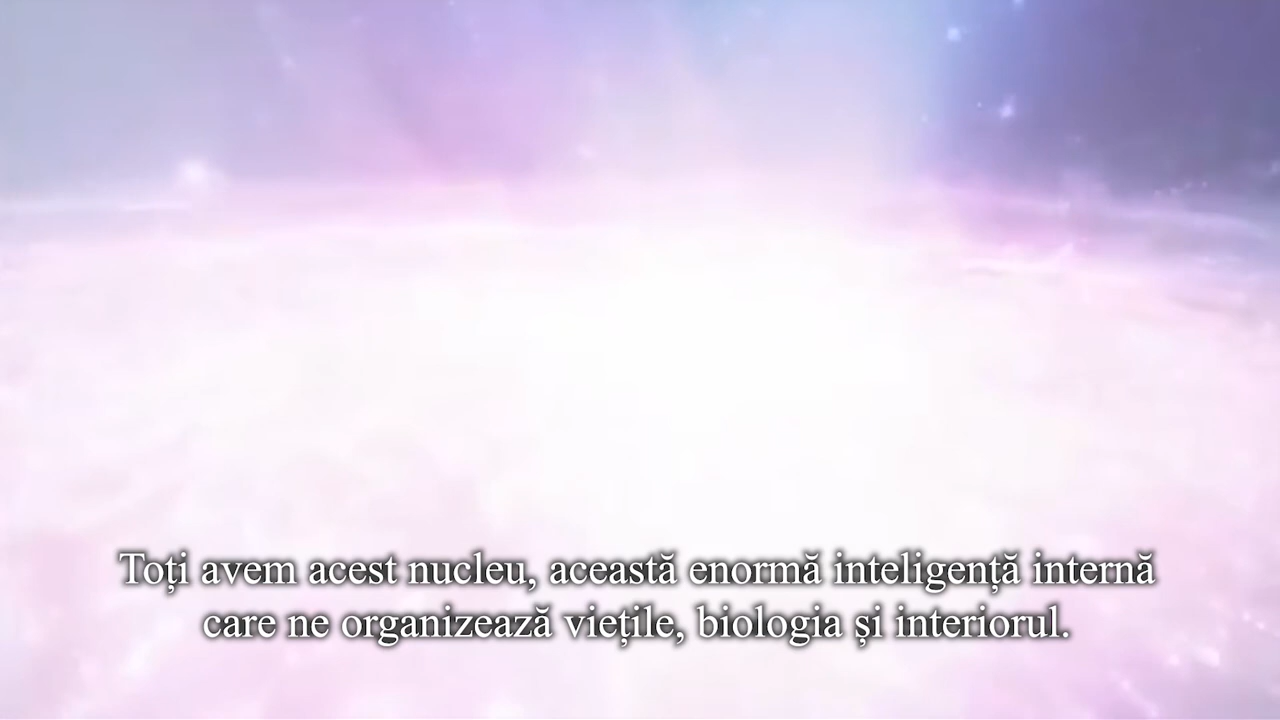 Toți avem acest nucleu, această enormă inteligență internă
care ne organizează viețile, biologia și interiorul.